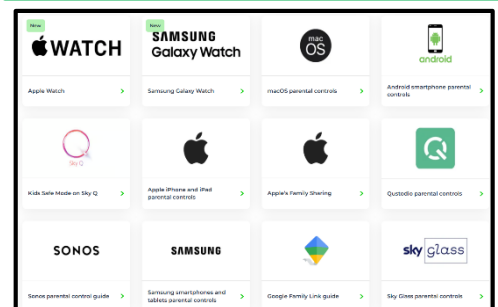 New
WATCH
Apple Watch
New
SAMSUNG
Galaxy Watch
Samsung Galaxy Watch
mac
OS
macOS parental controls
android
Android smartphone parental
controls
Sky Q
Kids Safe Mode on Sky Q
Apple iPhone and iPad
parental controls
Apple's Family Sharing
Qustodio parental controls
SONOS
Sonos parental control guide
SAMSUNG
Samsung smartphones and
tablets parental controls
Google Family Link guide
sky glass
Sky Glass parental controls